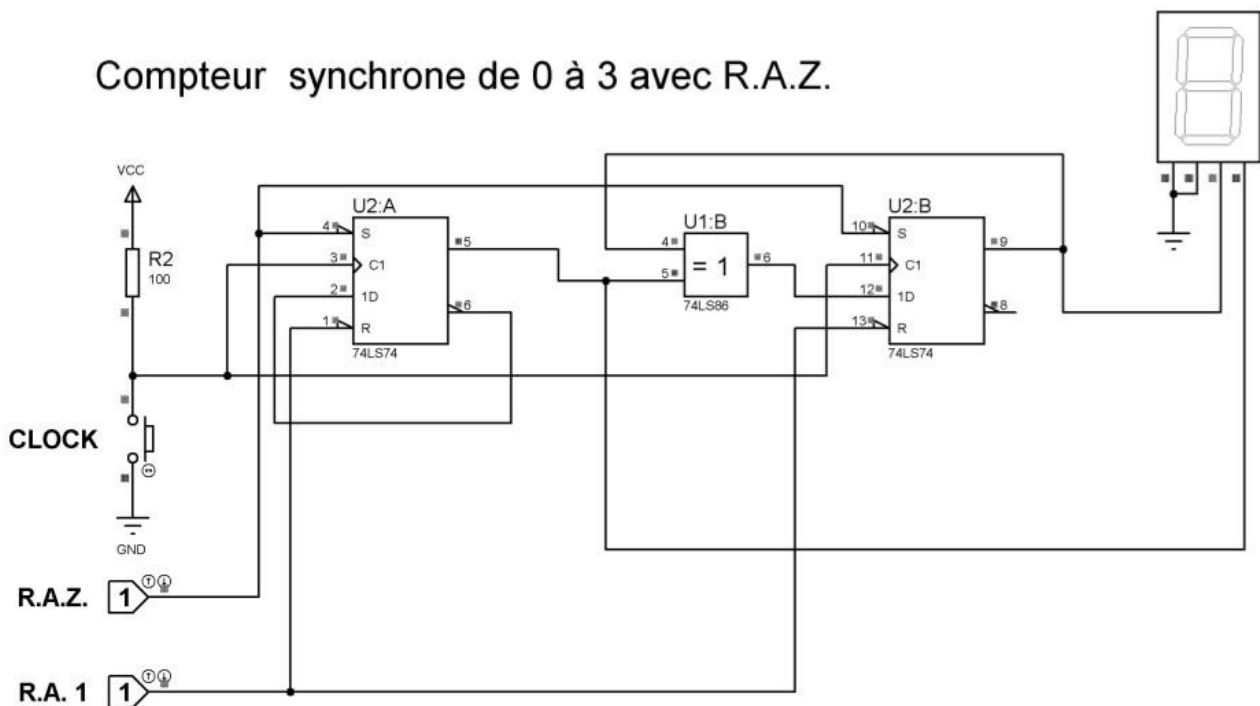 Compteur synchrone de 0 à 3 avec R.A.Z.
VCC
R2
100
CLOCK
GND
R.A.Z.
1
R.A. 1
1
U2:A
4
S
5
3
C1
2
1D
6
1
R
74LS74
U1:B
4
= 1
6
5
74LS86
U2:B
10
S
9
11
C1
12
1D
8
13
R
74LS74